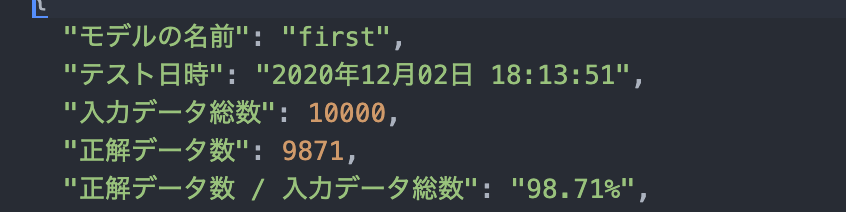 {
"モデルの名前": "first",
"テスト日時": "2020年12月02日 18:13:51",
"入力データ総数": 10000,
"正解データ数": 9871,
"正解データ数 / 入力データ総数": "98.71%",